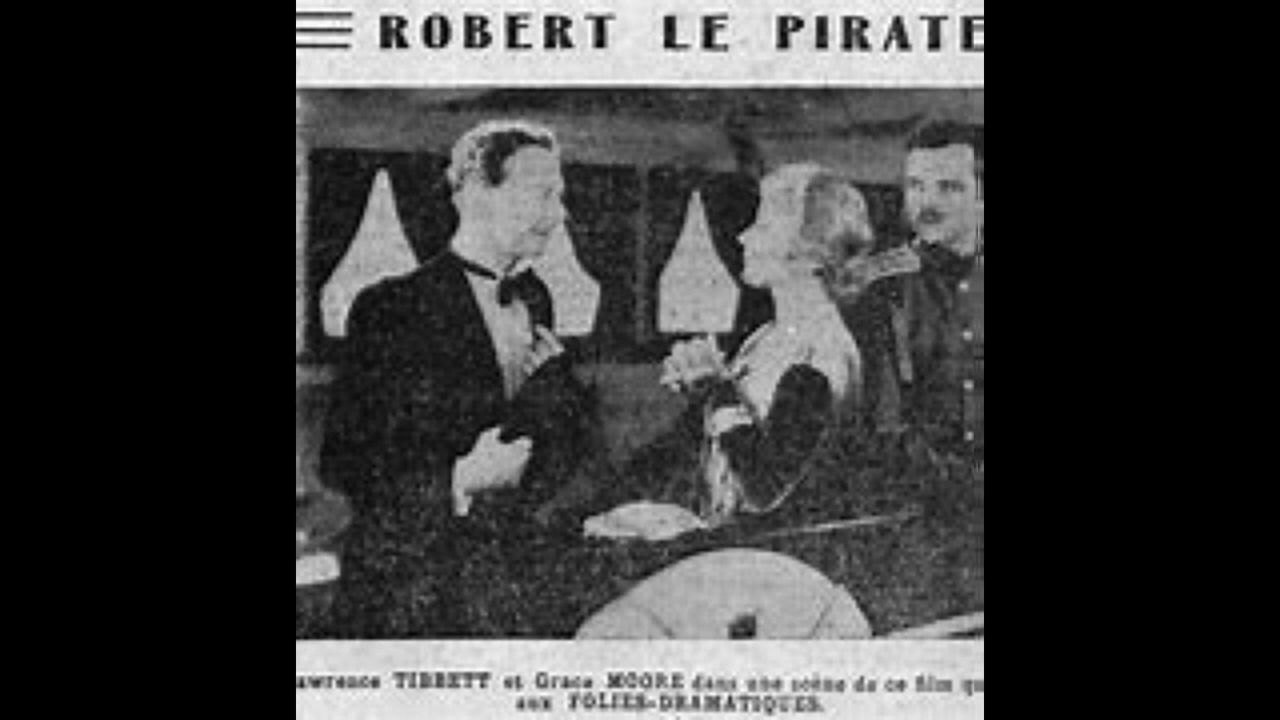 ROBERT LE PIRATE
awrence TIBBETT et Grace MOORE dans une scène de ce film qu
aux FOLIES-DRAMATIQUES.